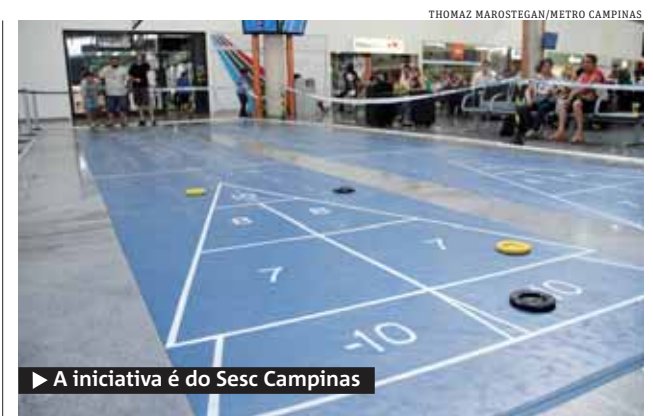 THOMAZ MAROSTEGAN/METRO CAMPINAS
10
8 8
7 7
-10 10
▶ A iniciativa é do Sesc Campinas